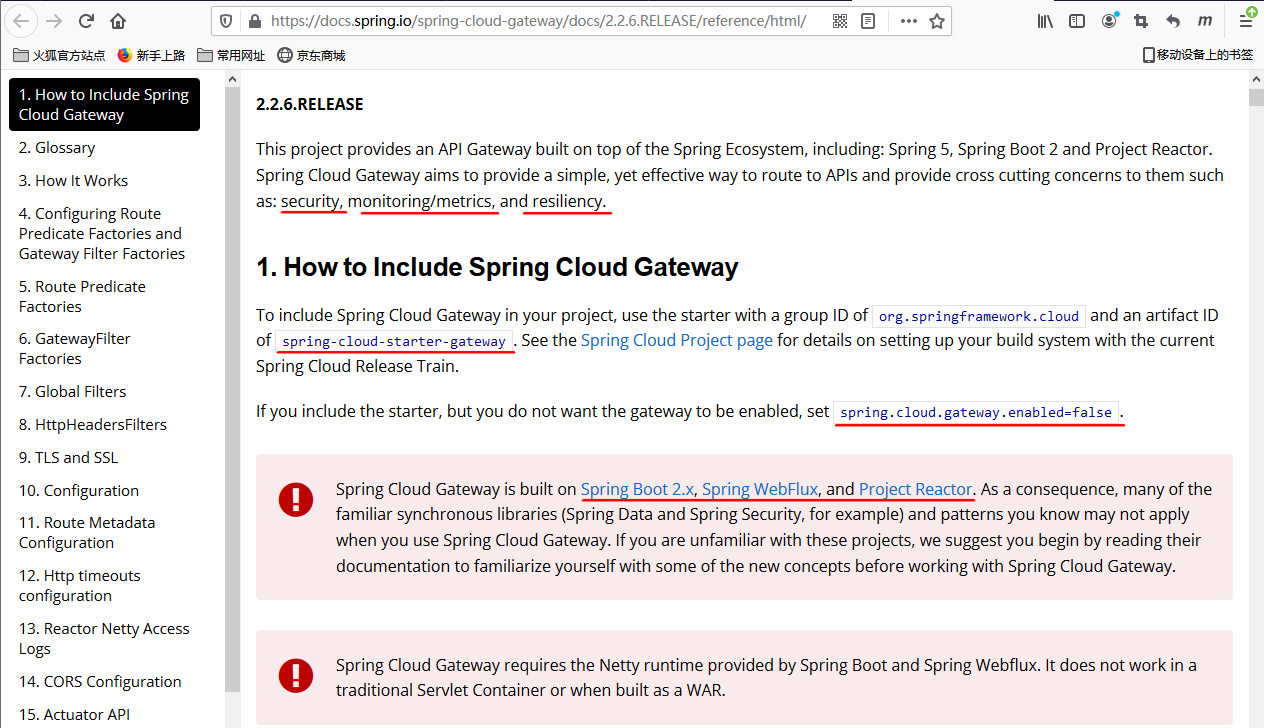 https://docs.spring.io/spring-cloud-gateway/docs/2.2.6.RELEASE/reference/html/
火狐官方站点 新手上路 常用网址 京东商城 移动设备上的书签
1. How to Include Spring
Cloud Gateway
2. Glossary
3. How It Works
4. Configuring Route
Predicate Factories and
Gateway Filter Factories
5. Route Predicate
Factories
6. GatewayFilter
Factories
7. Global Filters
8. HttpHeadersFilters
9. TLS and SSL
10. Configuration
11. Route Metadata
Configuration
12. Http timeouts
configuration
13. Reactor Netty Access
Logs
14. CORS Configuration
15. Actuator API
2.2.6.RELEASE
This project provides an API Gateway built on top of the Spring Ecosystem, including: Spring 5, Spring Boot 2 and Project Reactor.
Spring Cloud Gateway aims to provide a simple, yet effective way to route to APIs and provide cross cutting concerns to them such
as: security, monitoring/metrics, and resiliency.
1. How to Include Spring Cloud Gateway
To include Spring Cloud Gateway in your project, use the starter with a group ID of org.springframework.cloud and an artifact ID
of spring-cloud-starter-gateway. See the Spring Cloud Project page for details on setting up your build system with the current
Spring Cloud Release Train.
If you include the starter, but you do not want the gateway to be enabled, set spring.cloud.gateway.enabled=false.
Spring Cloud Gateway is built on Spring Boot 2.x, Spring WebFlux, and Project Reactor. As a consequence, many of the
familiar synchronous libraries (Spring Data and Spring Security, for example) and patterns you know may not apply
when you use Spring Cloud Gateway. If you are unfamiliar with these projects, we suggest you begin by reading their
documentation to familiarize yourself with some of the new concepts before working with Spring Cloud Gateway.
Spring Cloud Gateway requires the Netty runtime provided by Spring Boot and Spring Webflux. It does not work in a
traditional Servlet Container or when built as a WAR.